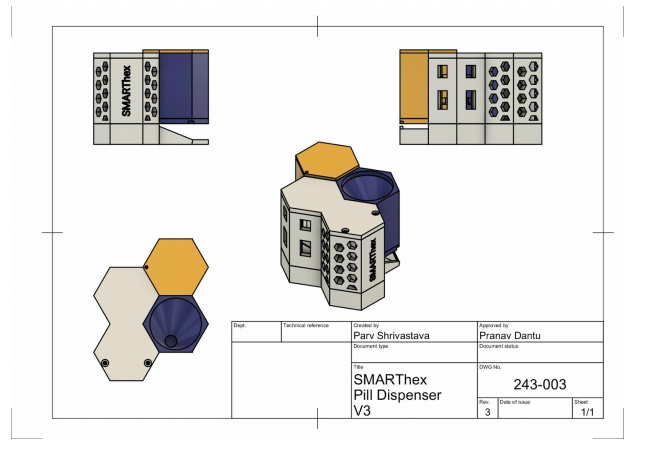 SMARThex
SMARThex
Dept.
Technical reference
Created by
Parv Shrivastava
Approved by
Pranav Dantu
Document type
Document status
Title
SMARThex
Pill Dispenser
V3
DWG No.
243-003
Rev.
3
Date of issue
Sheet
1/1